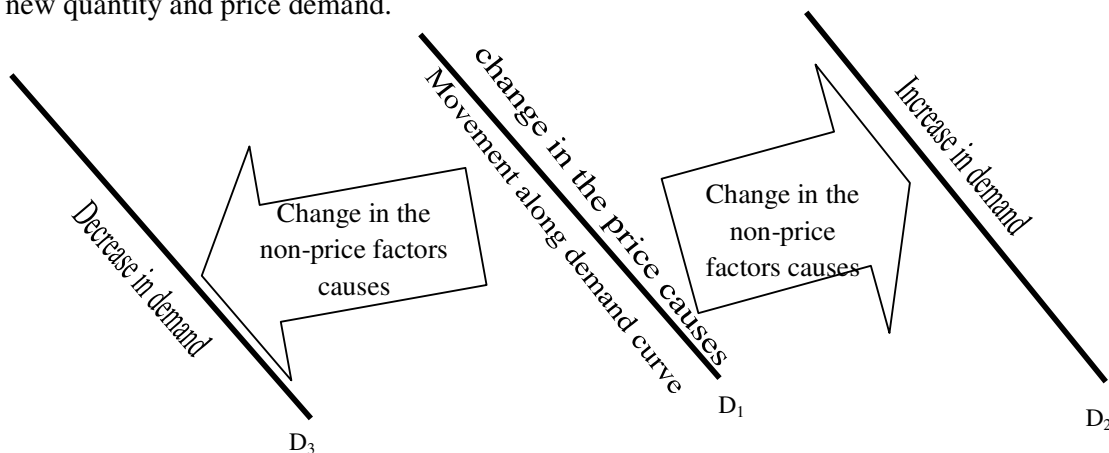 new quantity and price demand.
change in the price causes
Movement along demand curve
Increase in demand
Change in the
non-price
factors causes
Change in the
non-price factors
causes
Decrease in demand
D1
D2
D3